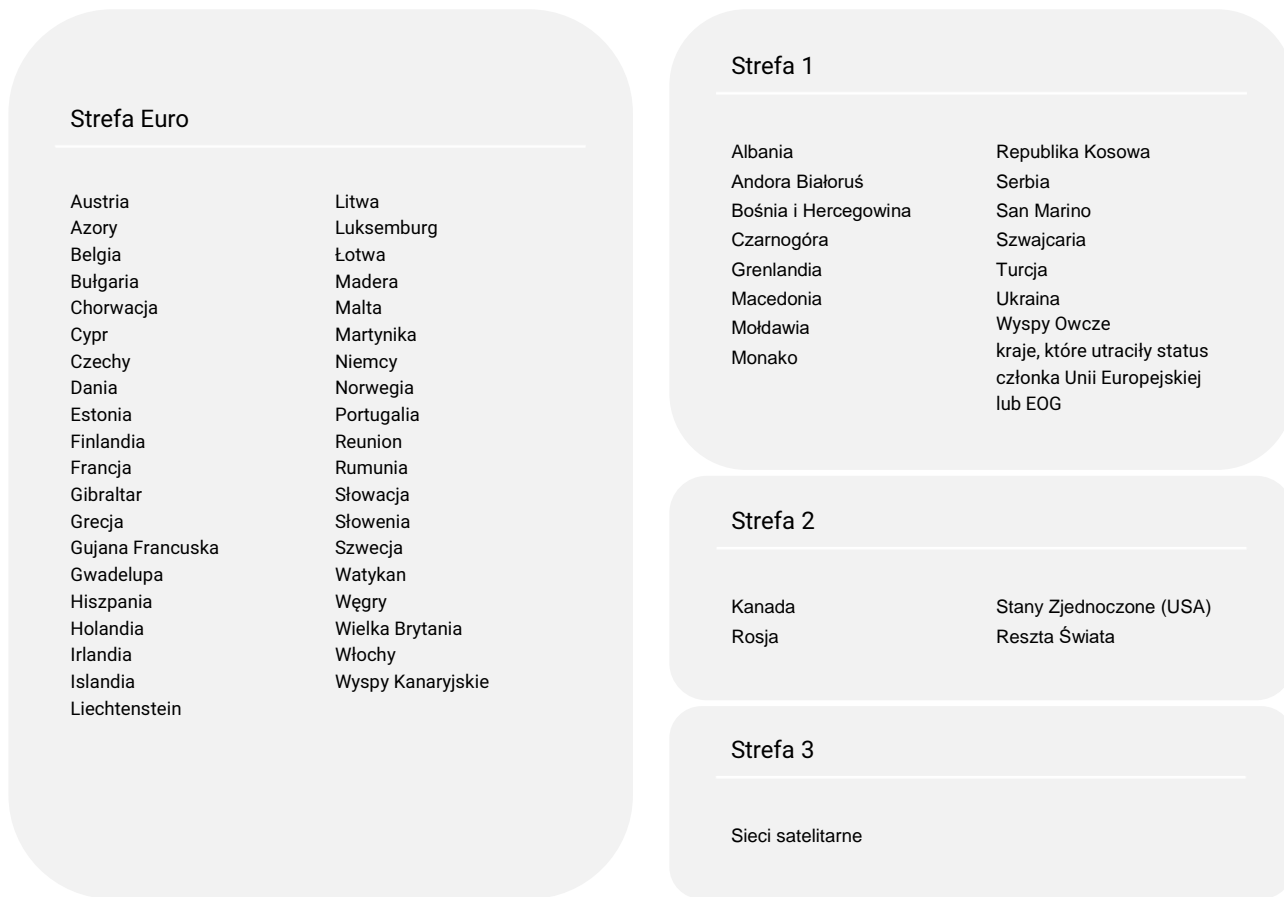 Strefa Euro
Austria
Azory
Belgia
Bułgaria
Chorwacja
Cypr
Czechy
Dania
Estonia
Finlandia
Francja
Gibraltar
Grecja
Gujana Francuska
Gwadelupa
Hiszpania
Holandia
Irlandia
Islandia
Liechtenstein
Litwa
Luksemburg
Łotwa
Madera
Malta
Martynika
Niemcy
Norwegia
Portugalia
Reunion
Rumunia
Słowacja
Słowenia
Szwecja
Watykan
Węgry
Wielka Brytania
Włochy
Wyspy Kanaryjskie
Strefa 1
Albania
Andora Białoruś
Bośnia i Hercegowina
Czarnogóra
Grenlandia
Macedonia
Mołdawia
Monako
Republika Kosowa
Serbia
San Marino
Szwajcaria
Turcja
Ukraina
Wyspy Owcze
kraje, które utraciły status
członka Unii Europejskiej
lub EOG
Strefa 2
Kanada
Rosja
Stany Zjednoczone (USA)
Reszta Świata
Strefa 3
Sieci satelitarne